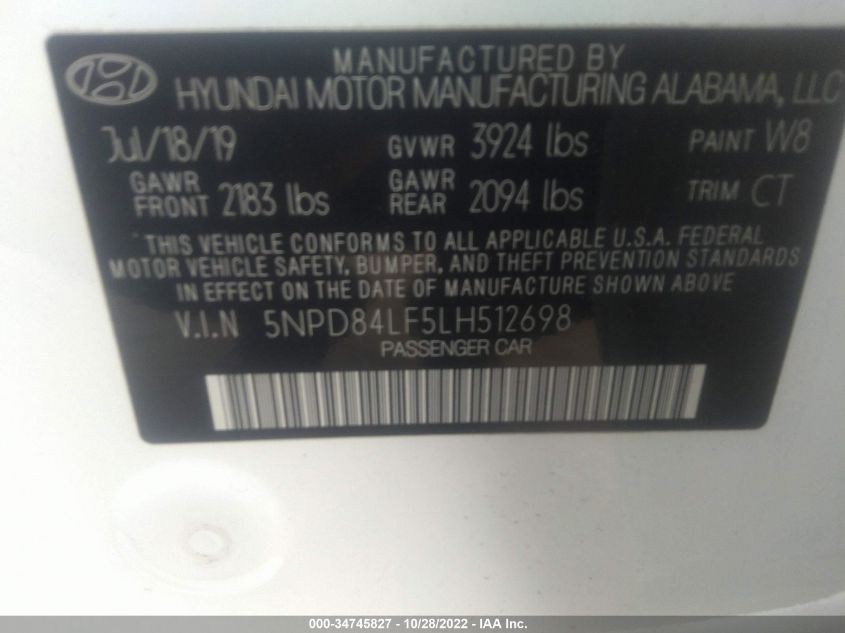 MANUFACTURED BY
HYUNDAI MOTOR MANUFACTURING ALABAMA, LLC
Jul/18/19 GVWR 3924 lbs PAINT W8
GAWR FRONT 2183 lbs GAWR REAR 2094 lbs TRIM CT
THIS VEHICLE CONFORMS TO ALL APPLICABLE U.S.A. FEDERAL
MOTOR VEHICLE SAFETY, BUMPER, AND THEFT PREVENTION STANDARDS
IN EFFECT ON THE DATE OF MANUFACTURE SHOWN ABOVE
V.I.N 5NPD84LF5LH512698
PASSENGER CAR
000-34745827 - 10/28/2022 - IAA Inc.